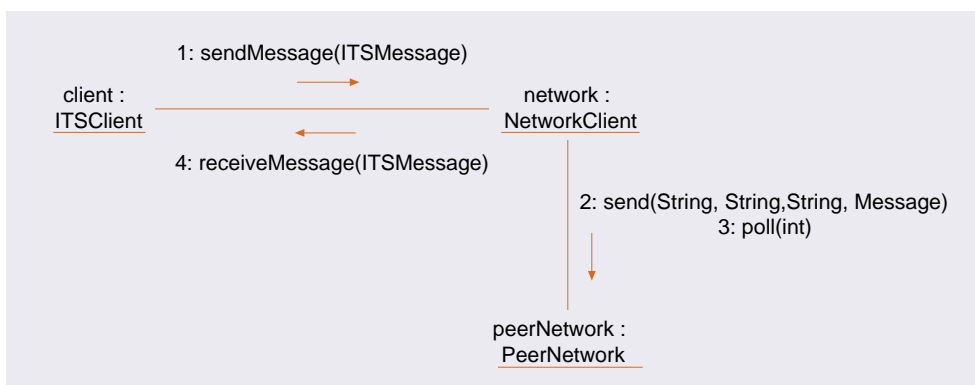 1: sendMessage(ITSMessage)
client :
ITSClient
network :
NetworkClient
4: receiveMessage(ITSMessage)
2: send(String, String,String, Message)
3: poll(int)
peerNetwork :
PeerNetwork